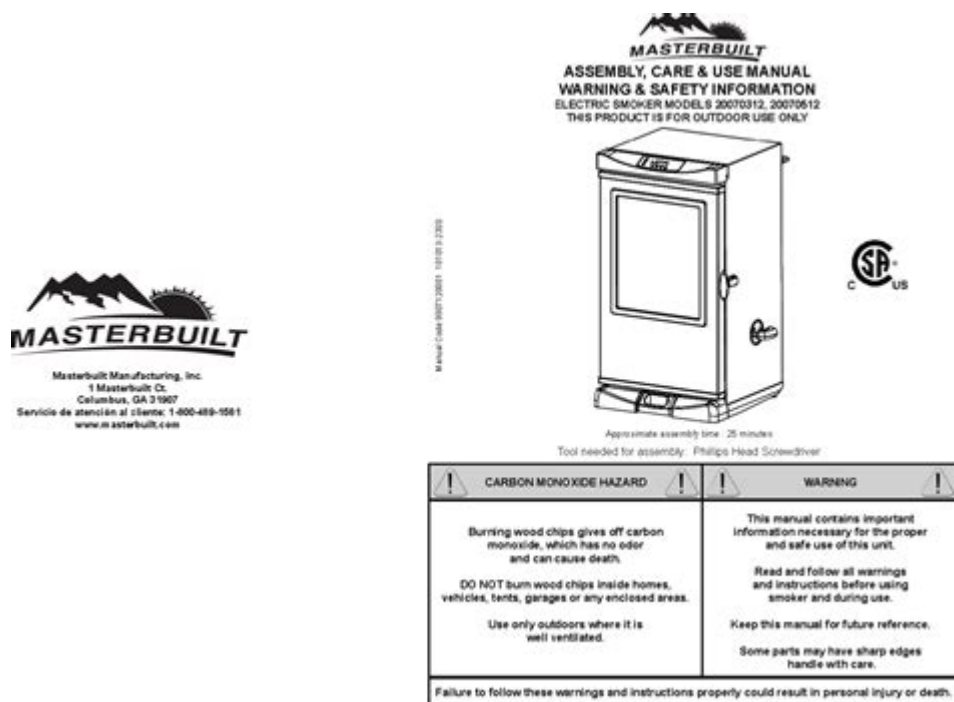 MASTERBUILT
Masterbuilt Manufacturing, Inc.
1 Masterbuilt Ct.
Columbus, GA 31907
Servicio de atención al cliente: 1-800-489-1581
www.masterbuilt.com
MASTERBUILT
ASSEMBLY, CARE & USE MANUAL
WARNING & SAFETY INFORMATION
ELECTRIC SMOKER MODELS 20070312, 20070512
THIS PRODUCT IS FOR OUTDOOR USE ONLY
Manual Code
C US
Approximate assembly time: 25 minutes
Tool needed for assembly: Phillips Head Screwdriver
CARBON MONOXIDE HAZARD
Burning wood chips gives off carbon
monoxide, which has no odor
and can cause death.
DO NOT burn wood chips inside homes,
vehicles, tents, garages or any enclosed areas.
Use only outdoors where it is
well ventilated.
WARNING
This manual contains important
information necessary for the proper
and safe use of this unit.
Read and follow all warnings
and instructions before using
smoker and during use.
Keep this manual for future reference.
Some parts may have sharp edges
handle with care.
Failure to follow these warnings and instructions properly could result in personal injury or death.